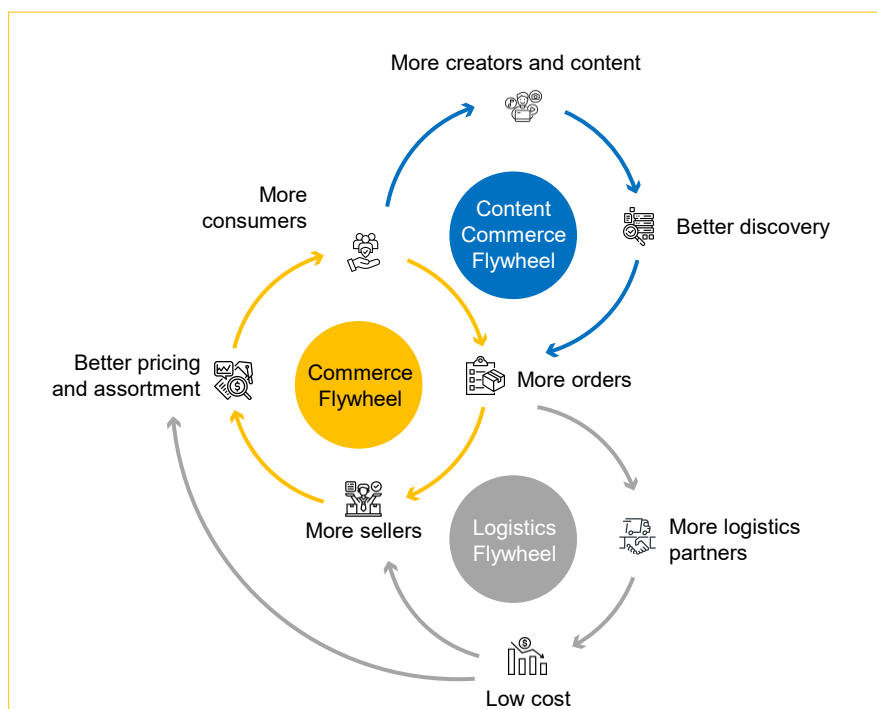 More creators and content
More
consumers
Content
Commerce
Flywheel
Better discovery
Better pricing
and assortment
Commerce
Flywheel
More orders
More sellers
Logistics
Flywheel
More logistics
partners
Low cost